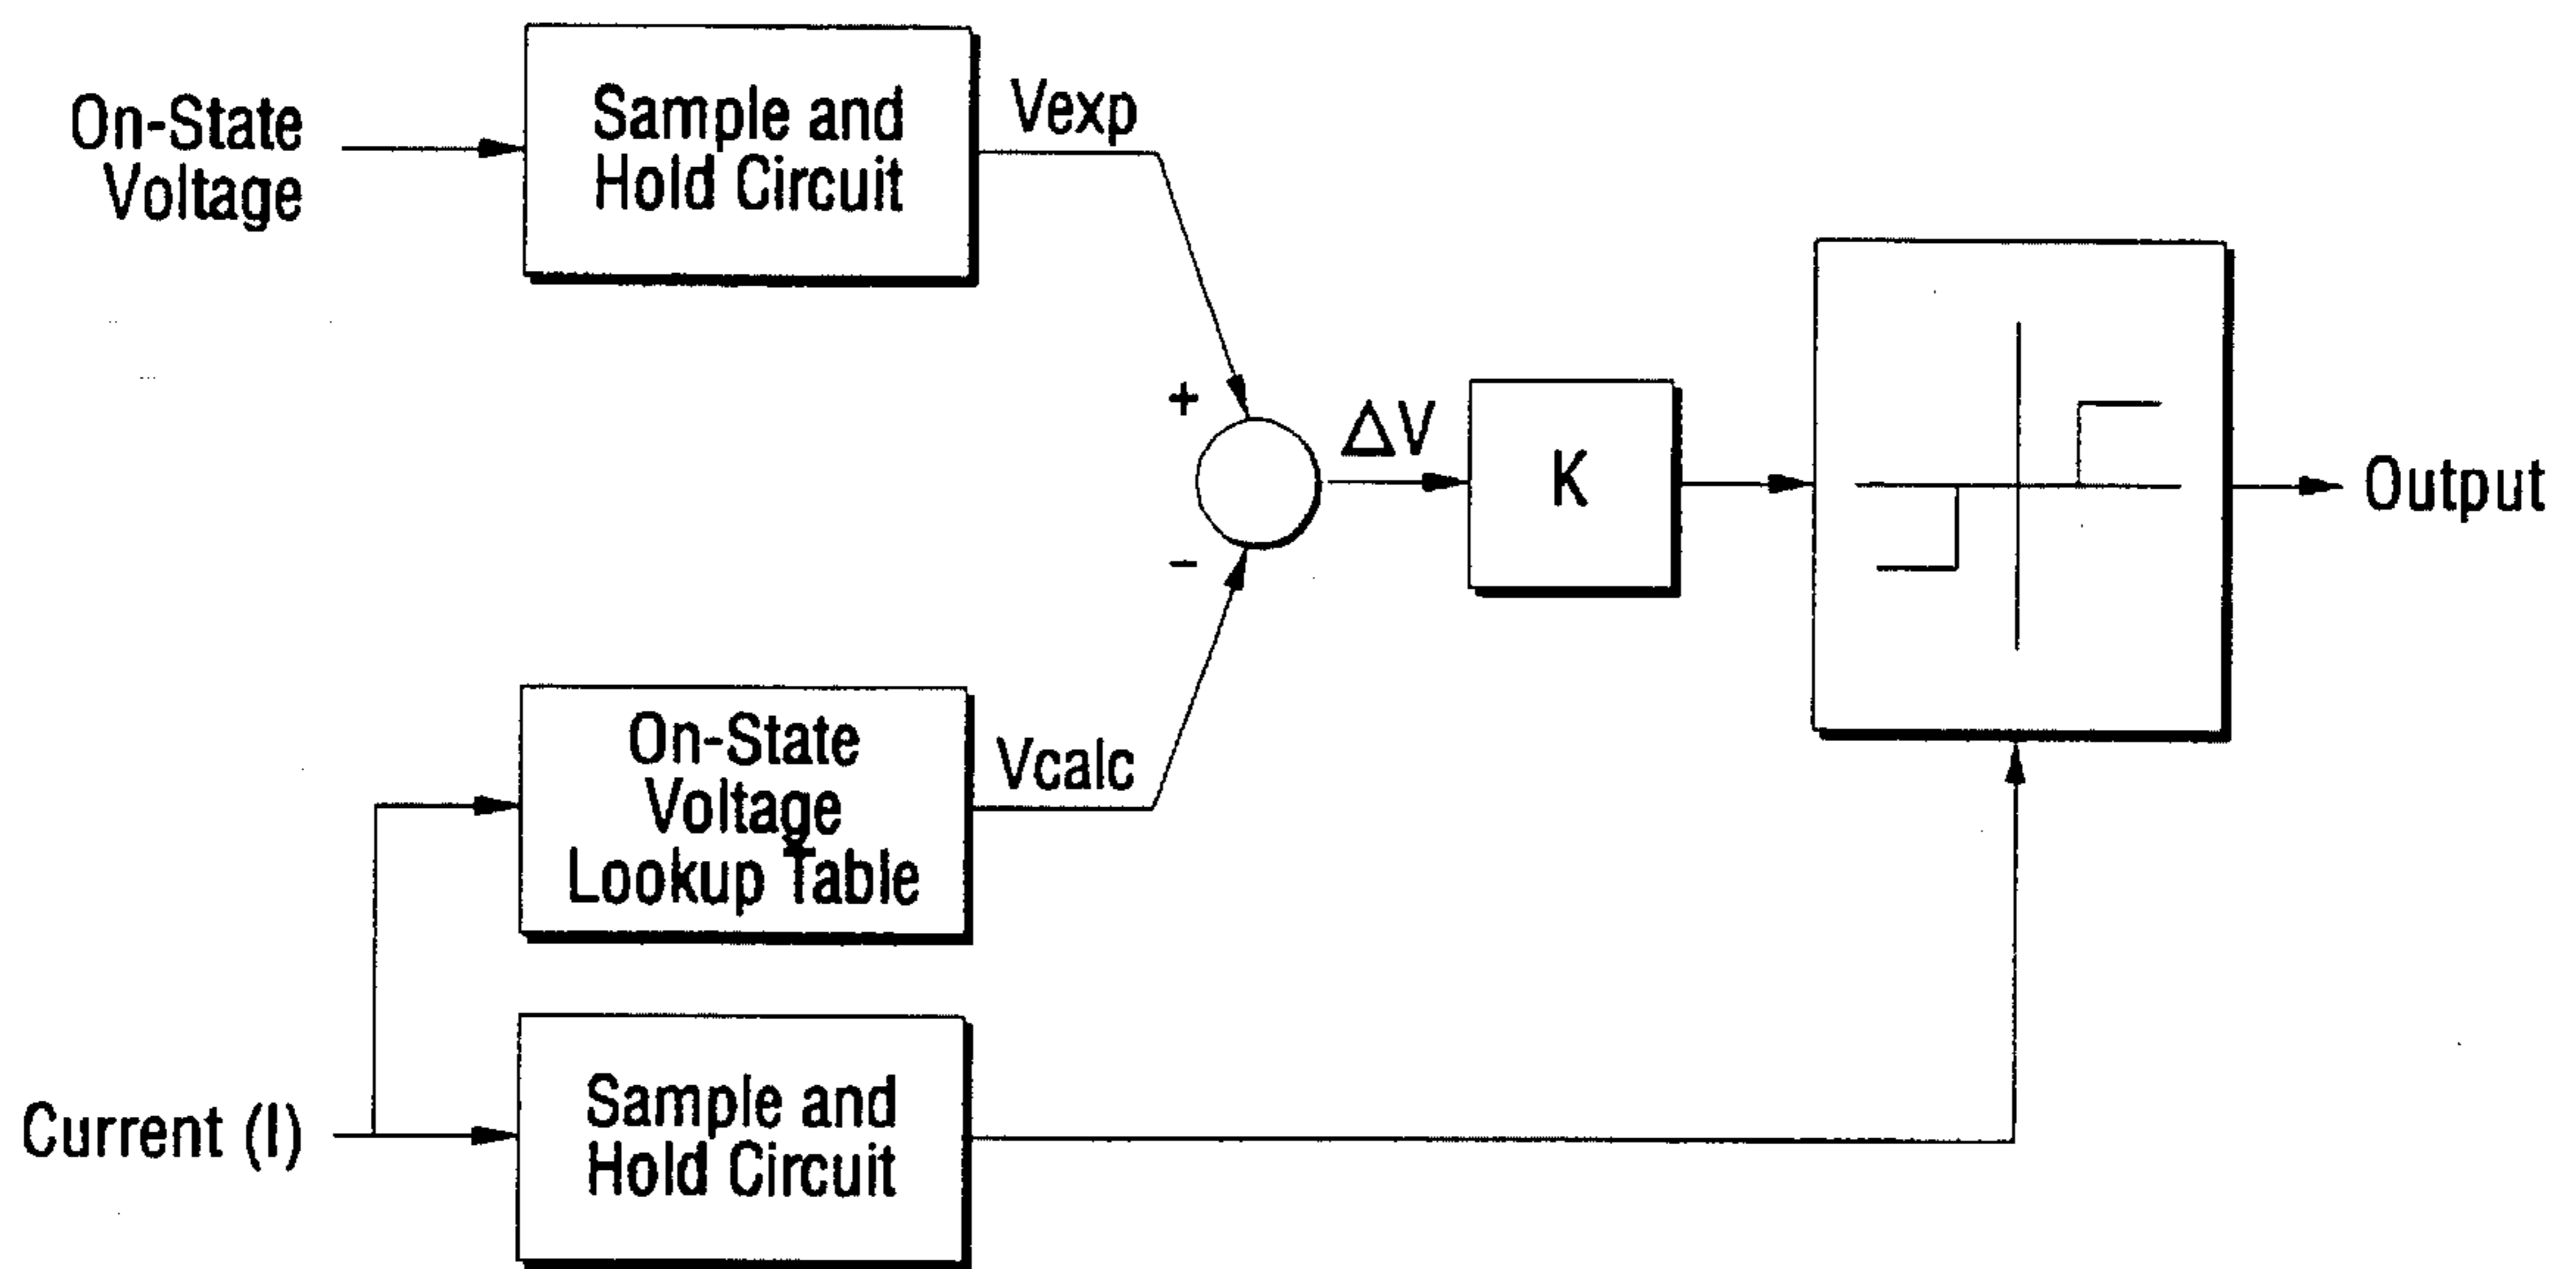 On-State
Voltage
Sample and
Hold Circuit
Vexp
+
-
ΔV
K
Output
On-State
Voltage
Lookup Table
Vcalc
Current (I)
Sample and
Hold Circuit